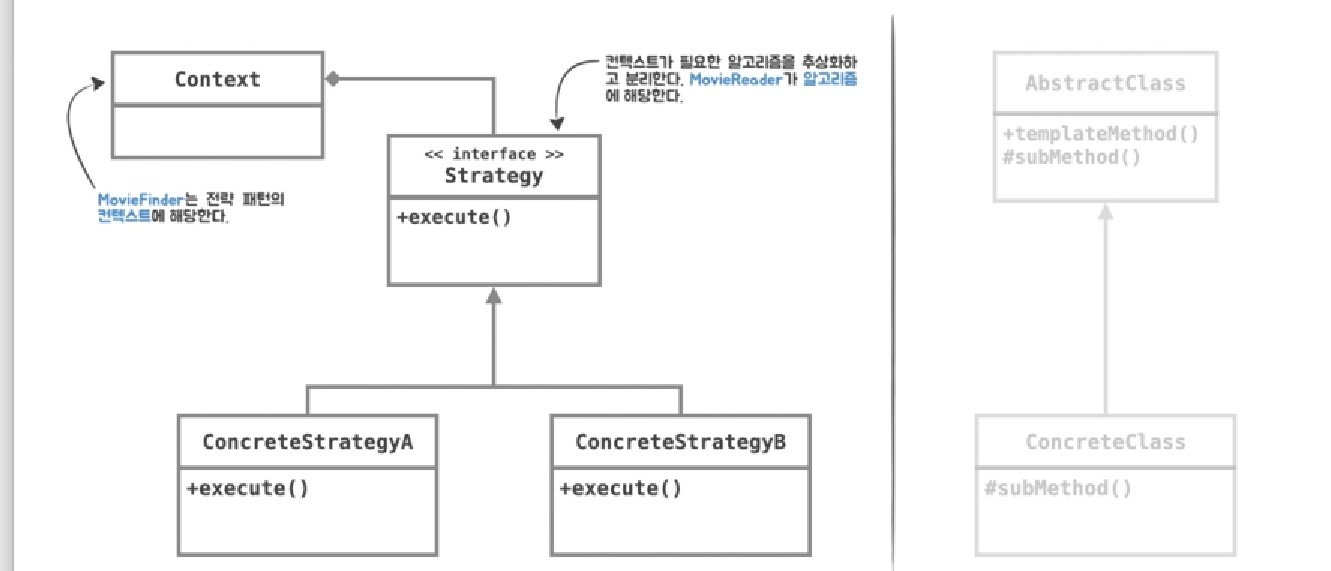 Context
MovieFinder는 전략 패턴의
컨텍스트에 해당한다.
컨텍스트가 필요한 알고리즘을 추상화하
고 분리한다. MovieReader가 알고리즘
에 해당한다.
<< interface >>
Strategy
+execute()
ConcreteStrategyA
+execute()
ConcreteStrategyB
+execute()
AbstractClass
+templateMethod()
#subMethod()
ConcreteClass
#subMethod()